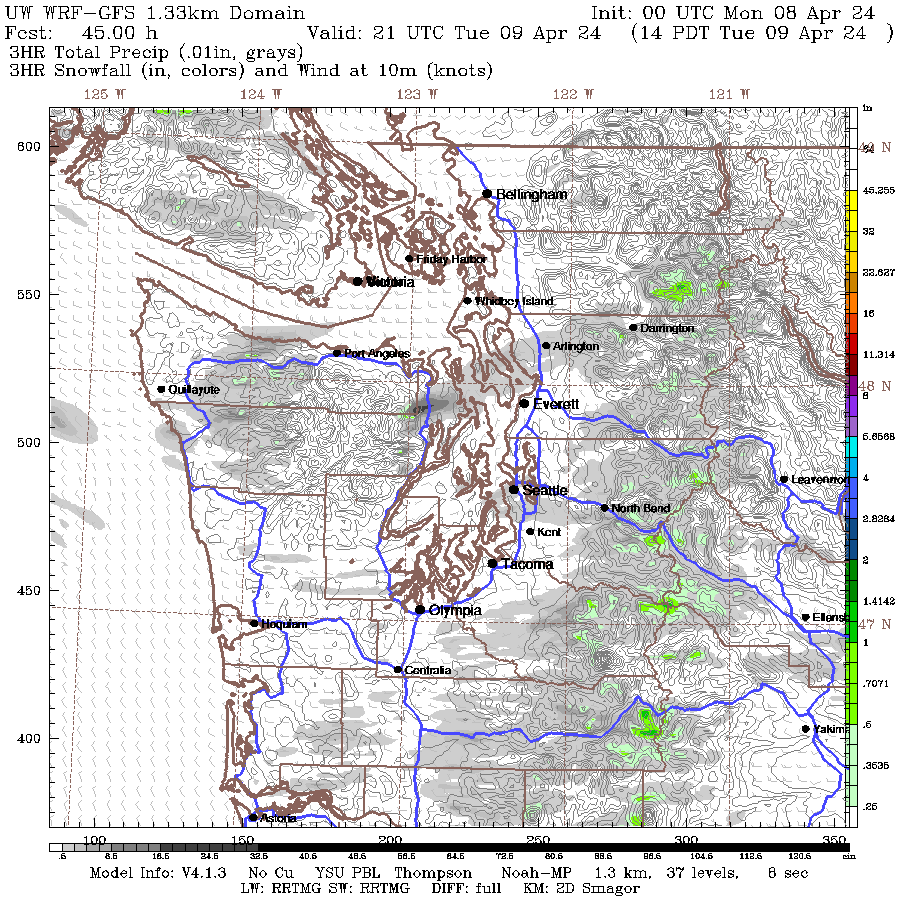 UW WRF-GFS 1.33km Domain Init: 00 UTC Mon 08 Apr 24
Fcst: 45.00 h Valid: 21 UTC Tue 09 Apr 24 (14 PDT Tue 09 Apr 24 )
3HR Total Precip (.01in, grays)
3HR Snowfall (in, colors) and Wind at 10m (knots)
125 W 124 W 123 W 122 W 121 W
in
600
N
Bellingham
45.255
32
Friday Harbor
Victoria
22.627
550
Whidbey Island
16
Darrington
Arlington
11.314
Port Angeles
Quillayute
48 N
8
Everett
5.6568
500
4
Leavenwor
Seattle
North Bend
2.8284
Kent
2
Tacoma
450
1.4142
Olympia
Ellens
Hoquiam
47 N
1
Centralia
.7071
400
Yakima
.5
.3535
.25
Astoria
100 150 200 250 300 350
.5 8.5 16.5 24.5 32.5 40.5 48.5 56.5 64.5 72.5 80.5 88.5 96.5 104.5 112.5 120.5 cin
Model Info: V4.1.3 No Cu YSU PBL Thompson Noah-MP 1.3 km, 37 levels, 8 sec
LW: RRTMG SW: RRTMG DIFF: full KM: 2D Smagor